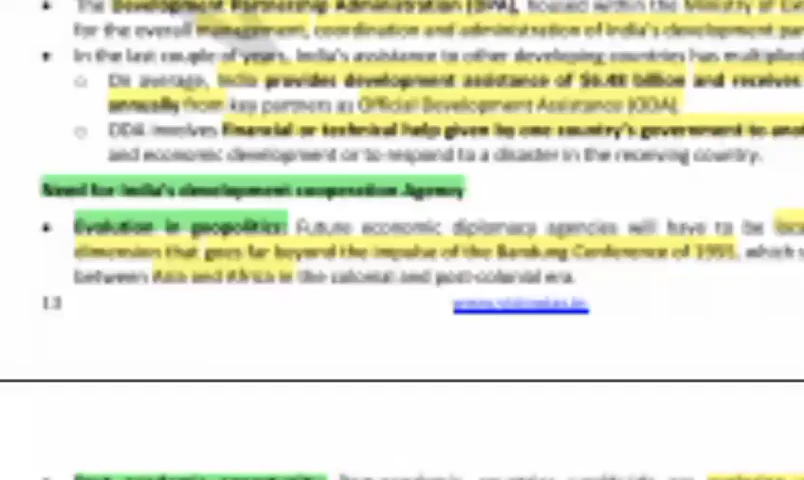 • The Development Partnership Administration (DPA), housed within the Ministry of
for the overall management, coordination and administration of India's development
• In the last couple of years, India's assistance to other developing countries has multiplied
o On average, India provides development assistance of billion and receives
annually from key partners as Official Development Assistance (ODA).
o ODA involves financial or technical help given by one country's government to
and economic development or to respond to a disaster in the receiving country.
Need for India's development cooperation Agency
• Evolution in geopolitics: Future economic diplomacy agencies will have to be
dimension that goes far beyond the impulse of the Bandung Conference of 1955, which
between Asia and Africa in the colonial and post-colonial era.
13